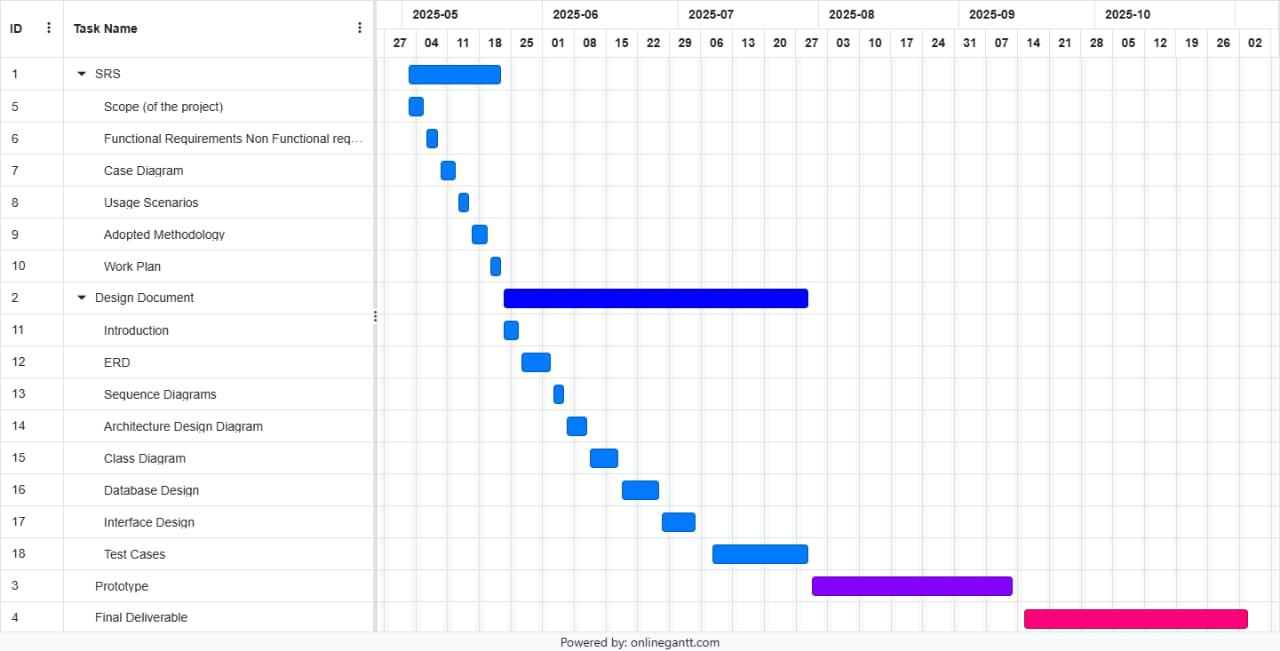 2025-05 2025-06 2025-07 2025-08 2025-09 2025-10
ID Task Name
27 04 11 18 25 01 08 15 22 29 06 13 20 27 03 10 17 24 31 07 14 21 28 05 12 19 26 02
1 SRS
5 Scope (of the project)
6 Functional Requirements Non Functional req...
7 Case Diagram
8 Usage Scenarios
9 Adopted Methodology
10 Work Plan
2 Design Document
11 Introduction
12 ERD
13 Sequence Diagrams
14 Architecture Design Diagram
15 Class Diagram
16 Database Design
17 Interface Design
18 Test Cases
3 Prototype
4 Final Deliverable
Powered by: onlinegantt.com